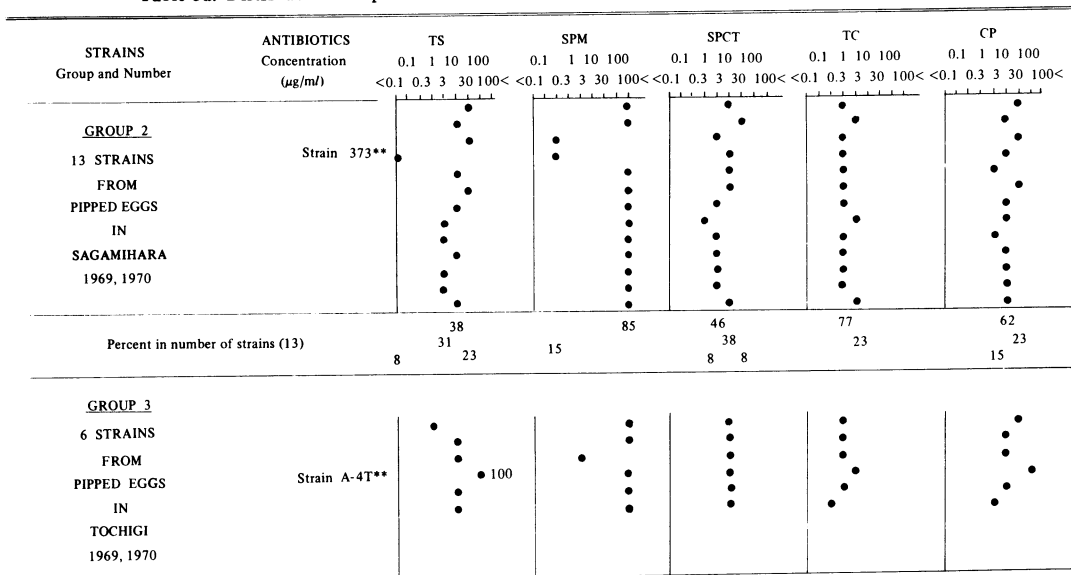 STRAINS
Group and Number
ANTIBIOTICS
Concentration
(µg/ml)
TS
0.1 1 10 100
<0.1 0.3 3 30 100<
SPM
0.1 1 10 100
<0.1 0.3 3 30 100<
SPCT
0.1 1 10 100
<0.1 0.3 3 30 100<
TC
0.1 1 10 100
<0.1 0.3 3 30 100<
CP
0.1 1 10 100
<0.1 0.3 3 30 100<
GROUP 2
13 STRAINS
FROM
PIPPED EGGS
IN
SAGAMIHARA
1969, 1970
Strain 373**
Percent in number of strains (13)
38
31
8 23
85
15
46
38
8 8
77
23
62
23
15
GROUP 3
6 STRAINS
FROM
PIPPED EGGS
IN
TOCHIGI
1969, 1970
Strain A-4T**
100